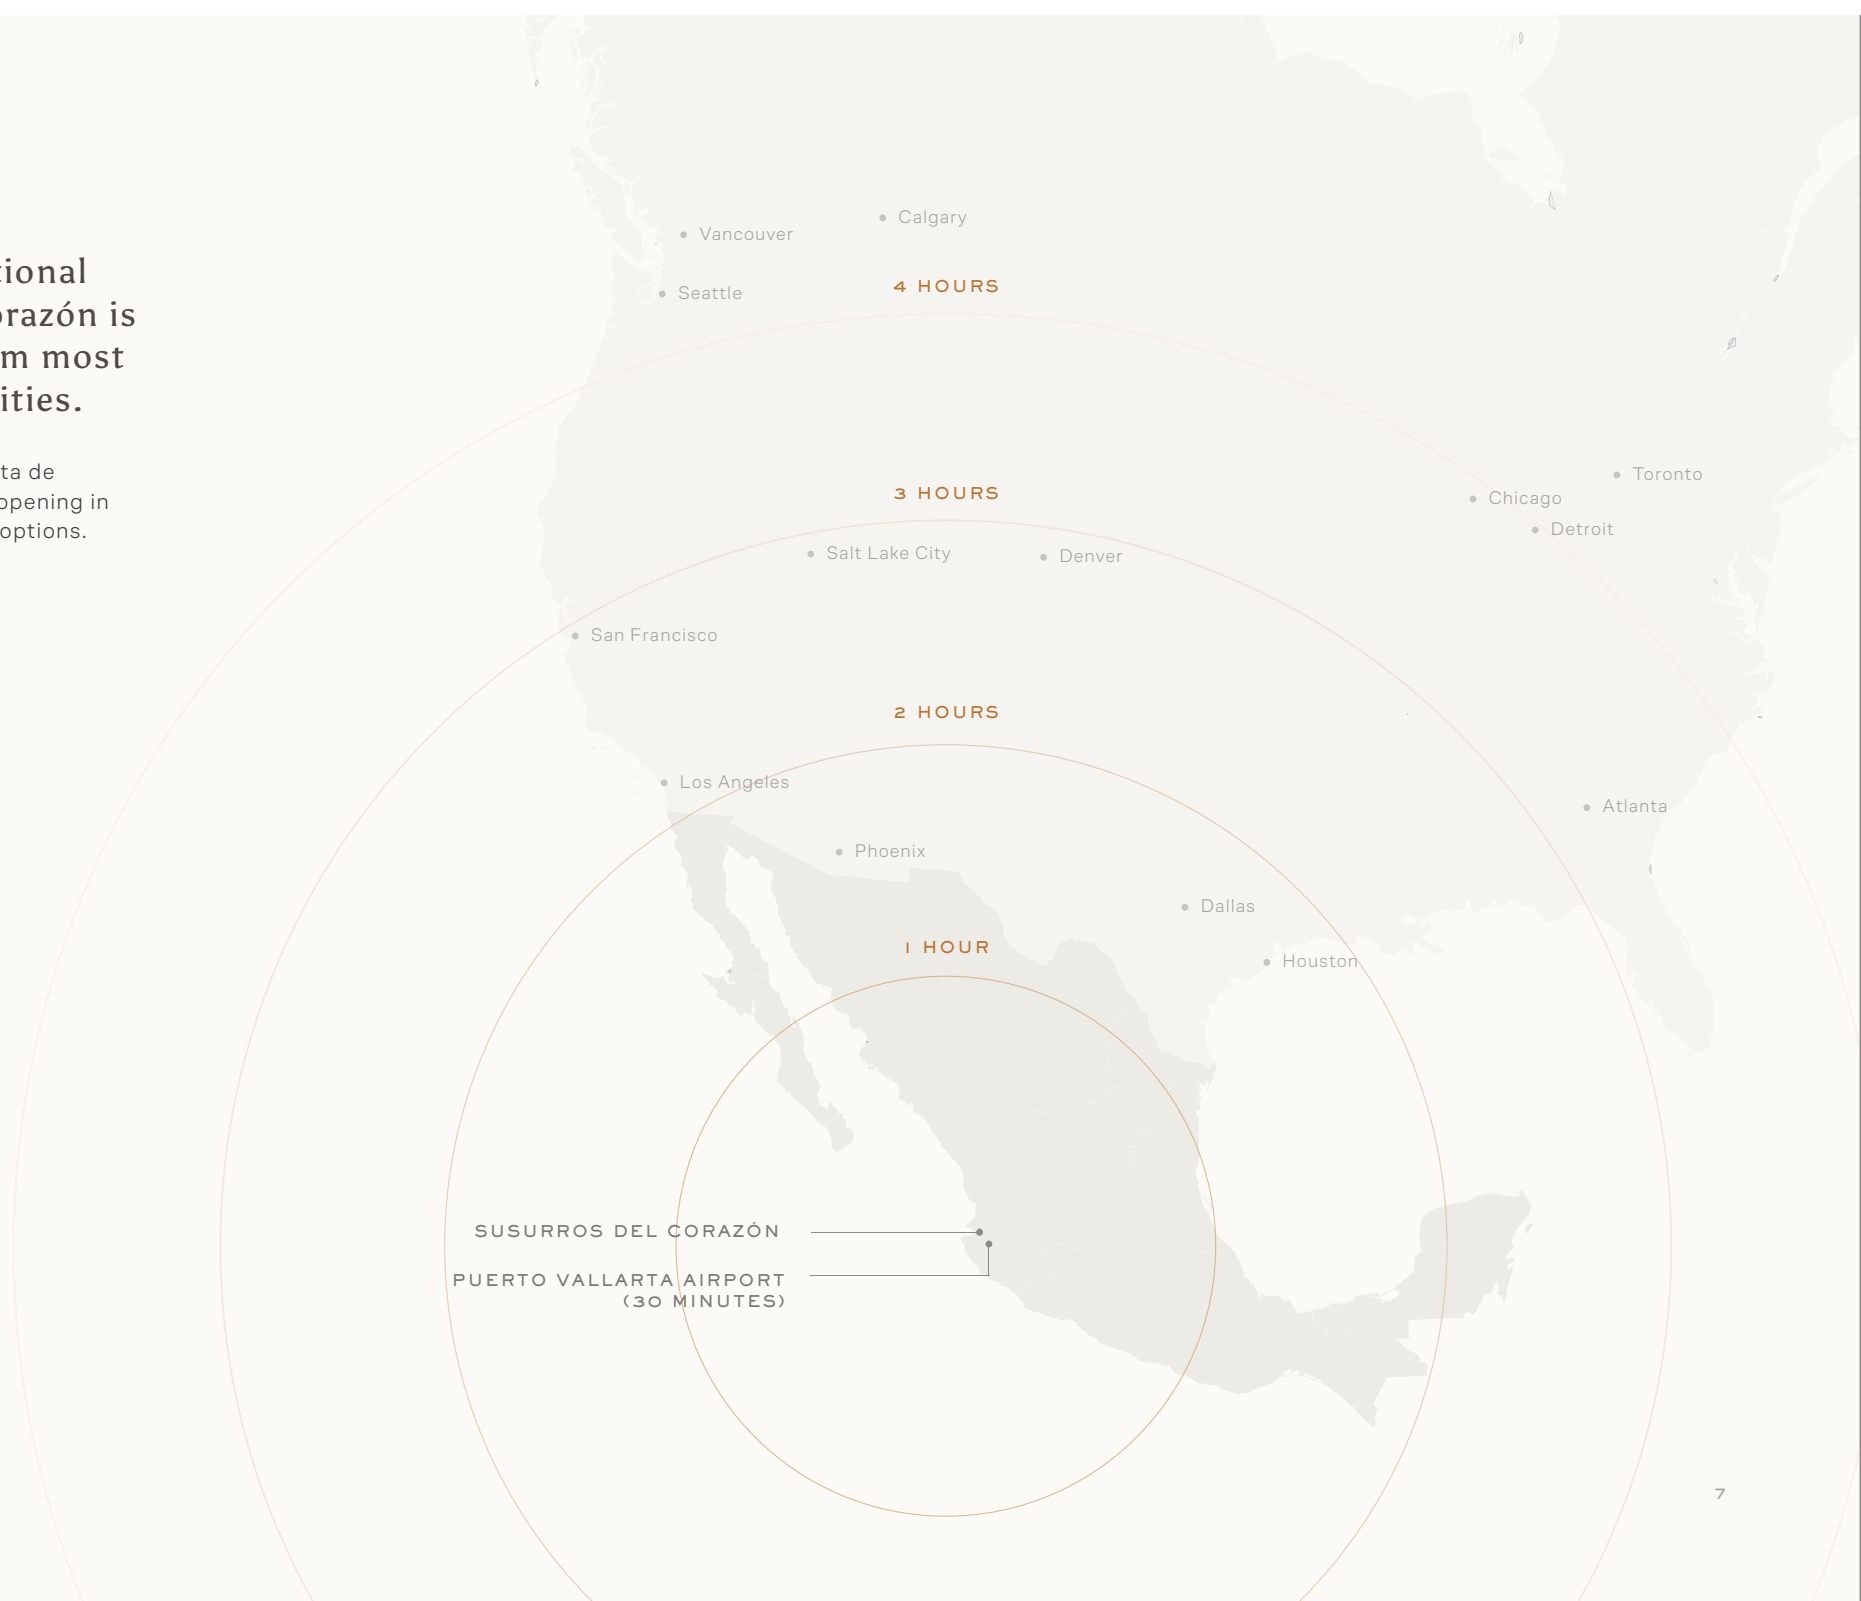 tional
orazón is
m most
ities.
ta de
opening in
options.
Calgary
Vancouver
4 HOURS
Seattle
Toronto
3 HOURS
Chicago
Detroit
Salt Lake City
Denver
San Francisco
2 HOURS
Los Angeles
Atlanta
Phoenix
Dallas
1 HOUR
Houston
SUSURROS DEL CORAZÓN
PUERTO VALLARTA AIRPORT
(30 MINUTES)
7